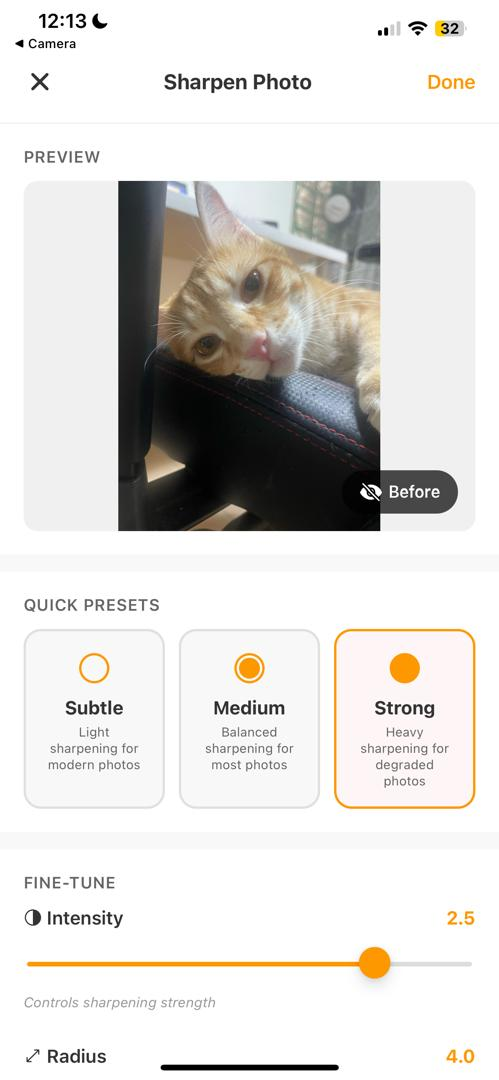 12:13
32
◀ Camera
Sharpen Photo
Done
PREVIEW
Before
QUICK PRESETS
Subtle
Light
sharpening for
modern photos
Medium
Balanced
sharpening for
most photos
Strong
Heavy
sharpening for
degraded
photos
FINE-TUNE
Intensity
2.5
Controls sharpening strength
Radius
4.0